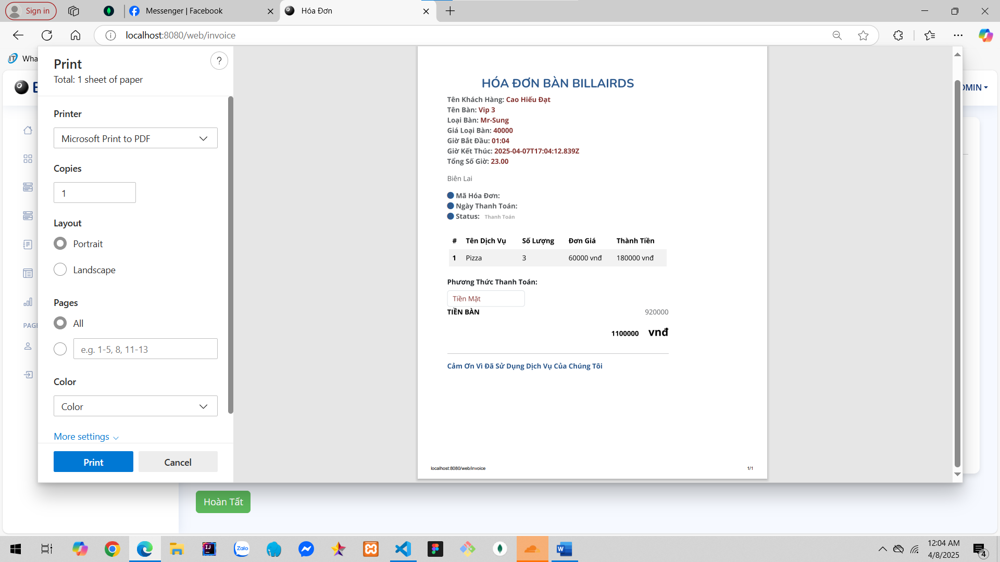 Sign in
Messenger | Facebook
Hóa Đơn
localhost:8080/web/invoice
Wha
Print
?
Total: 1 sheet of paper
Printer
Microsoft Print to PDF
Copies
1
Layout
Portrait
Landscape
Pages
All
e.g. 1-5, 8, 11-13
Color
Color
More settings
Print
Cancel
HÓA ĐƠN BÀN BILLAIRDS
Tên Khách Hàng: Cao Hiếu Đạt
Tên Bàn: Vip 3
Loại Bàn: Mr-Sung
Giá Loại Bàn: 40000
Giờ Bắt Đầu: 01:04
Giờ Kết Thúc: 2025-04-07T17:04:12.839Z
Tổng Số Giờ: 23.00
Biên Lai
Mã Hóa Đơn:
Ngày Thanh Toán:
Status: Thanh Toán
# Tên Dịch Vụ Số Lượng Đơn Giá Thành Tiền
1 Pizza 3 60000 vnđ 180000 vnđ
Phương Thức Thanh Toán:
Tiền Mặt
TIỀN BÀN 920000
1100000 vnđ
Cảm Ơn Vì Đã Sử Dụng Dịch Vụ Của Chúng Tôi
localhost:8080/web/invoice 1/1
DMIN
PAGE
Hoàn Tất
Zalo
12:04 AM
4/8/2025
4